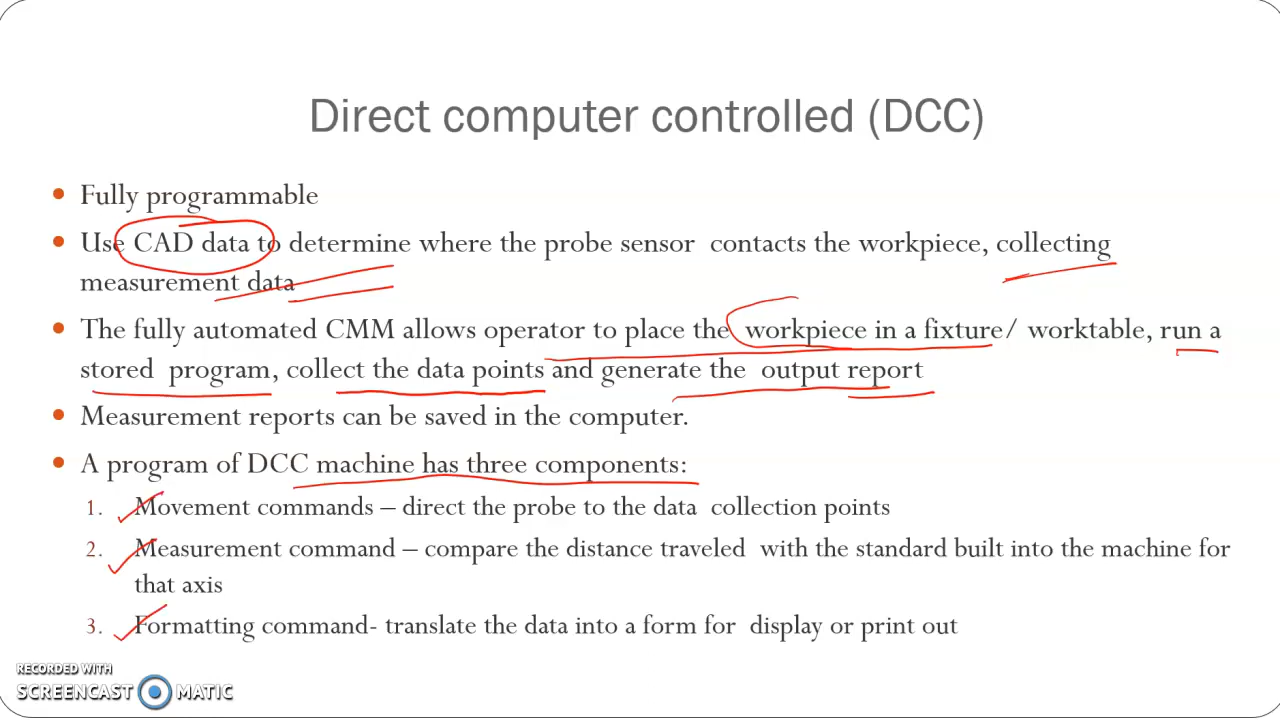 Direct computer controlled (DCC)
Fully programmable
Use CAD data to determine where the probe sensor contacts the workpiece, collecting
measurement data
The fully automated CMM allows operator to place the workpiece in a fixture/ worktable, run a
stored program, collect the data points and generate the output report
Measurement reports can be saved in the computer.
A program of DCC machine has three components:
1. Movement commands – direct the probe to the data collection points
2. Measurement command – compare the distance traveled with the standard built into the machine for
that axis
3. Formatting command- translate the data into a form for display or print out
RECORDED WITH
SCREENCAST MATIC